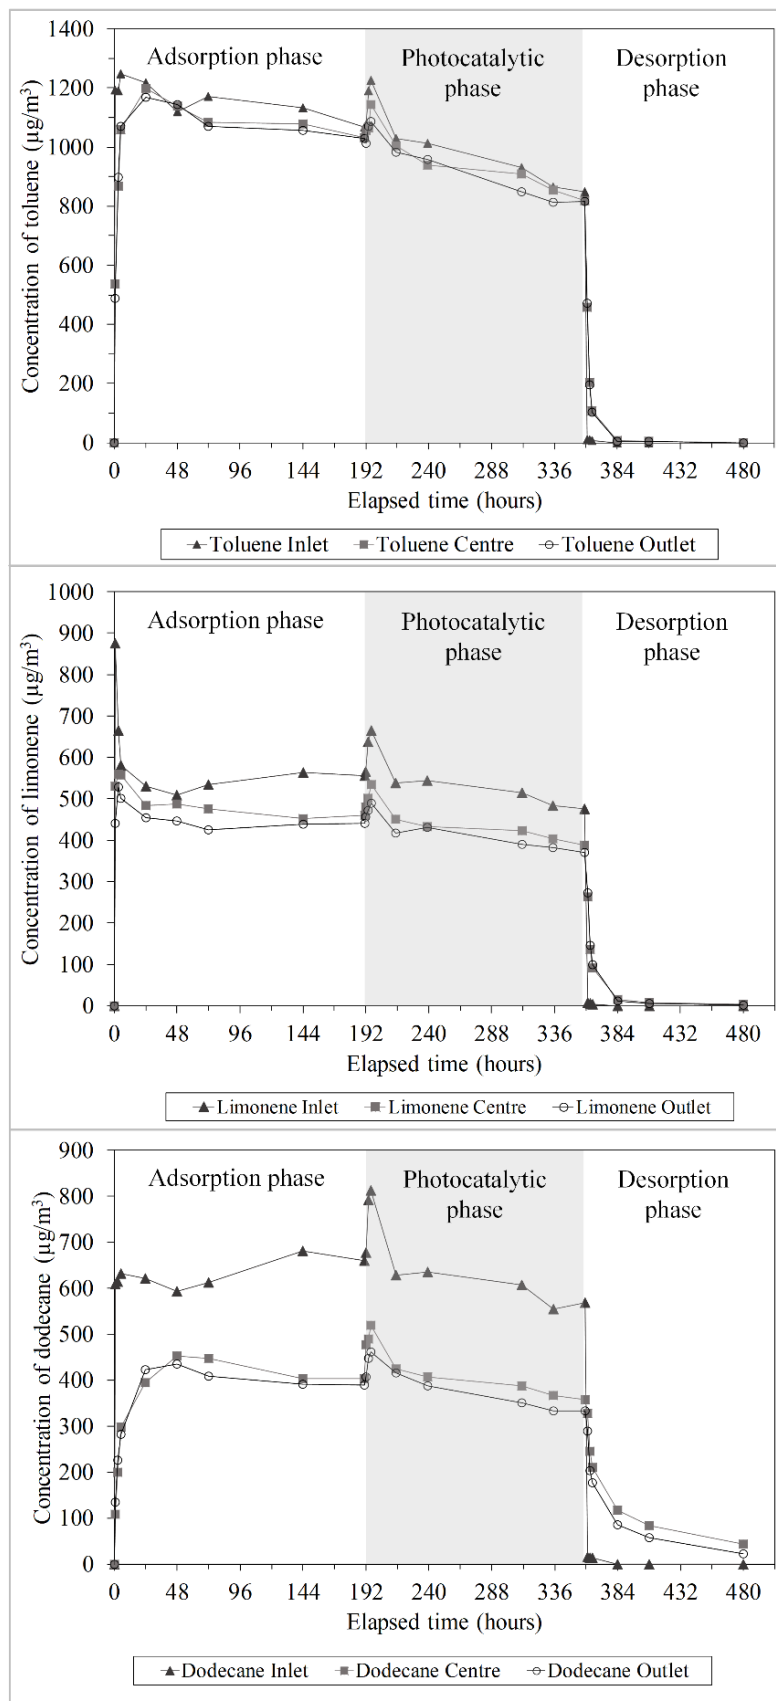 Concentration of toluene (µg/m³)
1400
1200
1000
800
600
400
200
0
Adsorption phase
Photocatalytic
phase
Desorption
phase
0 48 96 144 192 240 288 336 384 432 480
Elapsed time (hours)
Toluene Inlet Toluene Centre Toluene Outlet
Concentration of limonene (µg/m³)
1000
900
800
700
600
500
400
300
200
100
0
Adsorption phase
Photocatalytic
phase
Desorption
phase
0 48 96 144 192 240 288 336 384 432 480
Elapsed time (hours)
Limonene Inlet Limonene Centre Limonene Outlet
Concentration of dodecane (µg/m³)
900
800
700
600
500
400
300
200
100
0
Adsorption phase
Photocatalytic
phase
Desorption
phase
0 48 96 144 192 240 288 336 384 432 480
Elapsed time (hours)
Dodecane Inlet Dodecane Centre Dodecane Outlet